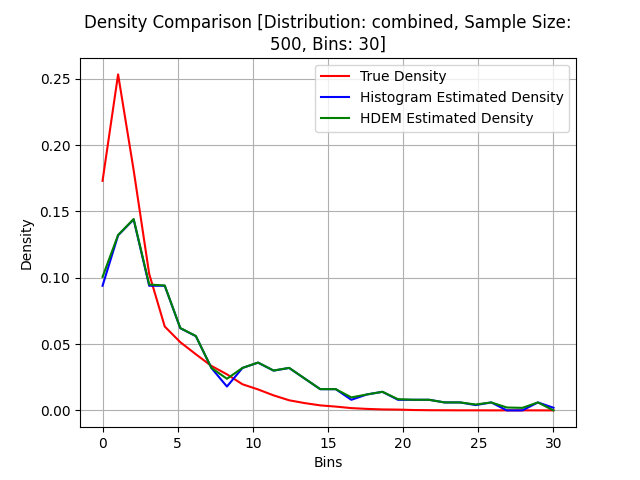 Density Comparison [Distribution: combined, Sample Size:
500, Bins: 30]
True Density
Histogram Estimated Density
HDEM Estimated Density
Density
0.25
0.20
0.15
0.10
0.05
0.00
0 5 10 15 20 25 30
Bins